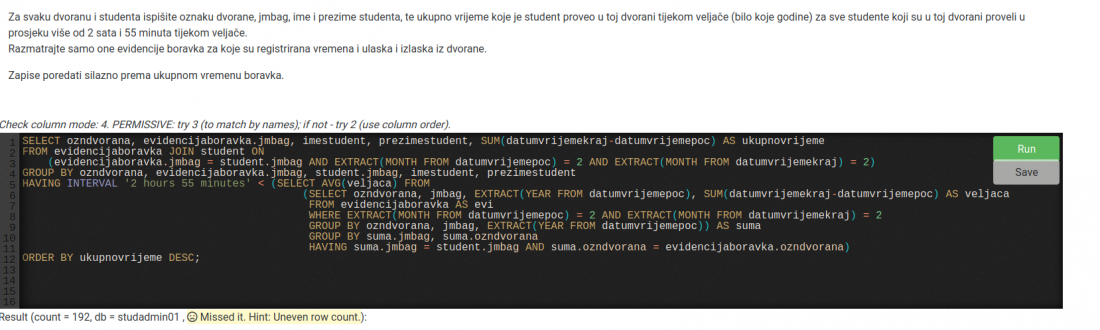 Za svaku dvoranu i studenta ispišite oznaku dvorane, jmbag, ime i prezime studenta, te ukupno vrijeme koje je student proveo u toj dvorani tijekom veljače (bilo koje godine) za sve studente koji su u toj dvorani proveli u
prosjeku više od 2 sata i 55 minuta tijekom veljače.
Razmatrajte samo one evidencije boravka za koje su registrirana vremena i ulaska i izlaska iz dvorane.
Zapise poredati silazno prema ukupnom vremenu boravka.
Check column mode: 4. PERMISSIVE: try 3 (to match by names); if not - try 2 (use column order).
1 SELECT ozndvorana, evidencijaboravka.jmbag, imestudent, prezimestudent, SUM(datumvrijemekraj-datumvrijemepoc) AS ukupnovrijeme
2 FROM evidencijaboravka JOIN student ON
3 (evidencijaboravka.jmbag = student.jmbag AND EXTRACT(MONTH FROM datumvrijemepoc) = 2 AND EXTRACT(MONTH FROM datumvrijemekraj) = 2)
4 GROUP BY ozndvorana, evidencijaboravka.jmbag, student.jmbag, imestudent, prezimestudent
5 HAVING INTERVAL '2 hours 55 minutes' < (SELECT AVG(veljaca) FROM
6 (SELECT ozndvorana, jmbag, EXTRACT(YEAR FROM datumvrijemepoc), SUM(datumvrijemekraj-datumvrijemepoc) AS veljaca
7 FROM evidencijaboravka AS evi
8 WHERE EXTRACT(MONTH FROM datumvrijemepoc) = 2 AND EXTRACT(MONTH FROM datumvrijemekraj) = 2
9 GROUP BY ozndvorana, jmbag, EXTRACT(YEAR FROM datumvrijemepoc)) AS suma
10 GROUP BY suma.jmbag, suma.ozndvorana
11 HAVING suma.jmbag = student.jmbag AND suma.ozndvorana = evidencijaboravka.ozndvorana)
12 ORDER BY ukupnovrijeme DESC;
13
14
15
16
Run
Save
Result (count = 192, db = studadmin01 , ☹ Missed it. Hint: Uneven row count.):